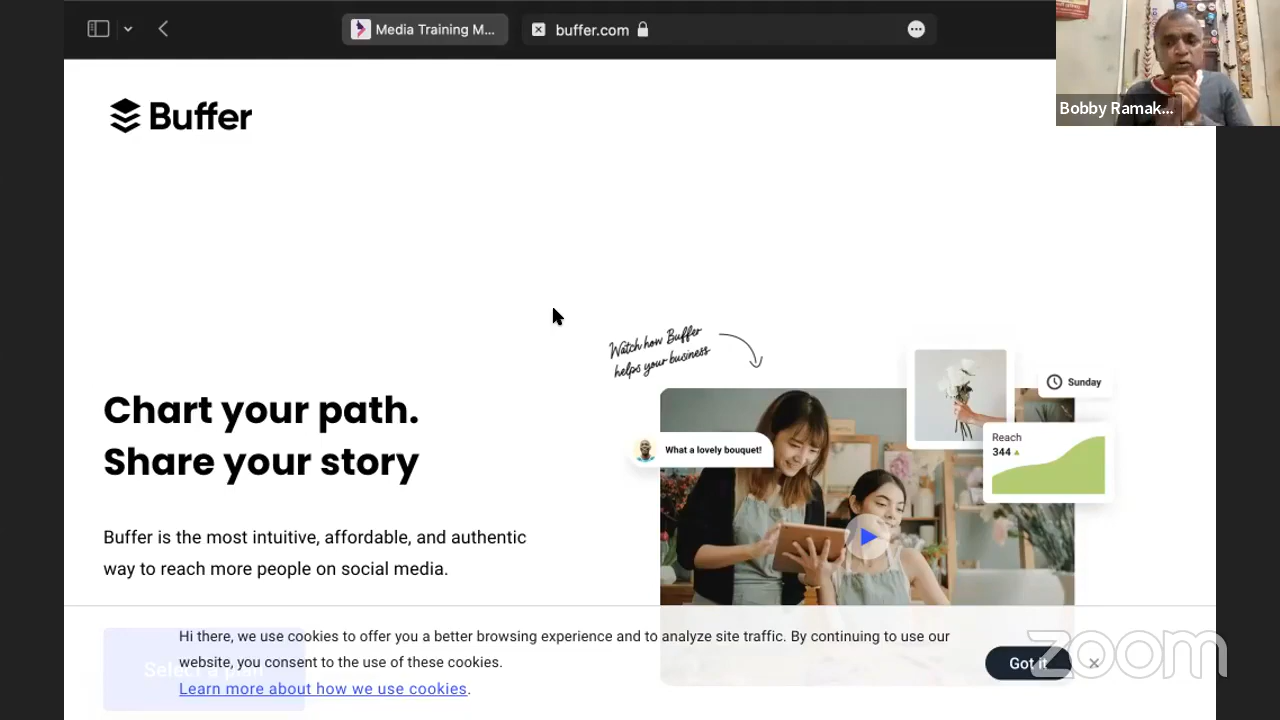 Media Training M...
buffer.com
Bobby Ramak...
Buffer
Watch how Buffer
helps your business
Sunday
Reach
344
What a lovely bouquet!
Chart your path.
Share your story
Buffer is the most intuitive, affordable, and authentic
way to reach more people on social media.
Hi there, we use cookies to offer you a better browsing experience and to analyze site traffic. By continuing to use our
website, you consent to the use of these cookies.
Learn more about how we use cookies.
Select a plan
Got it
zoom